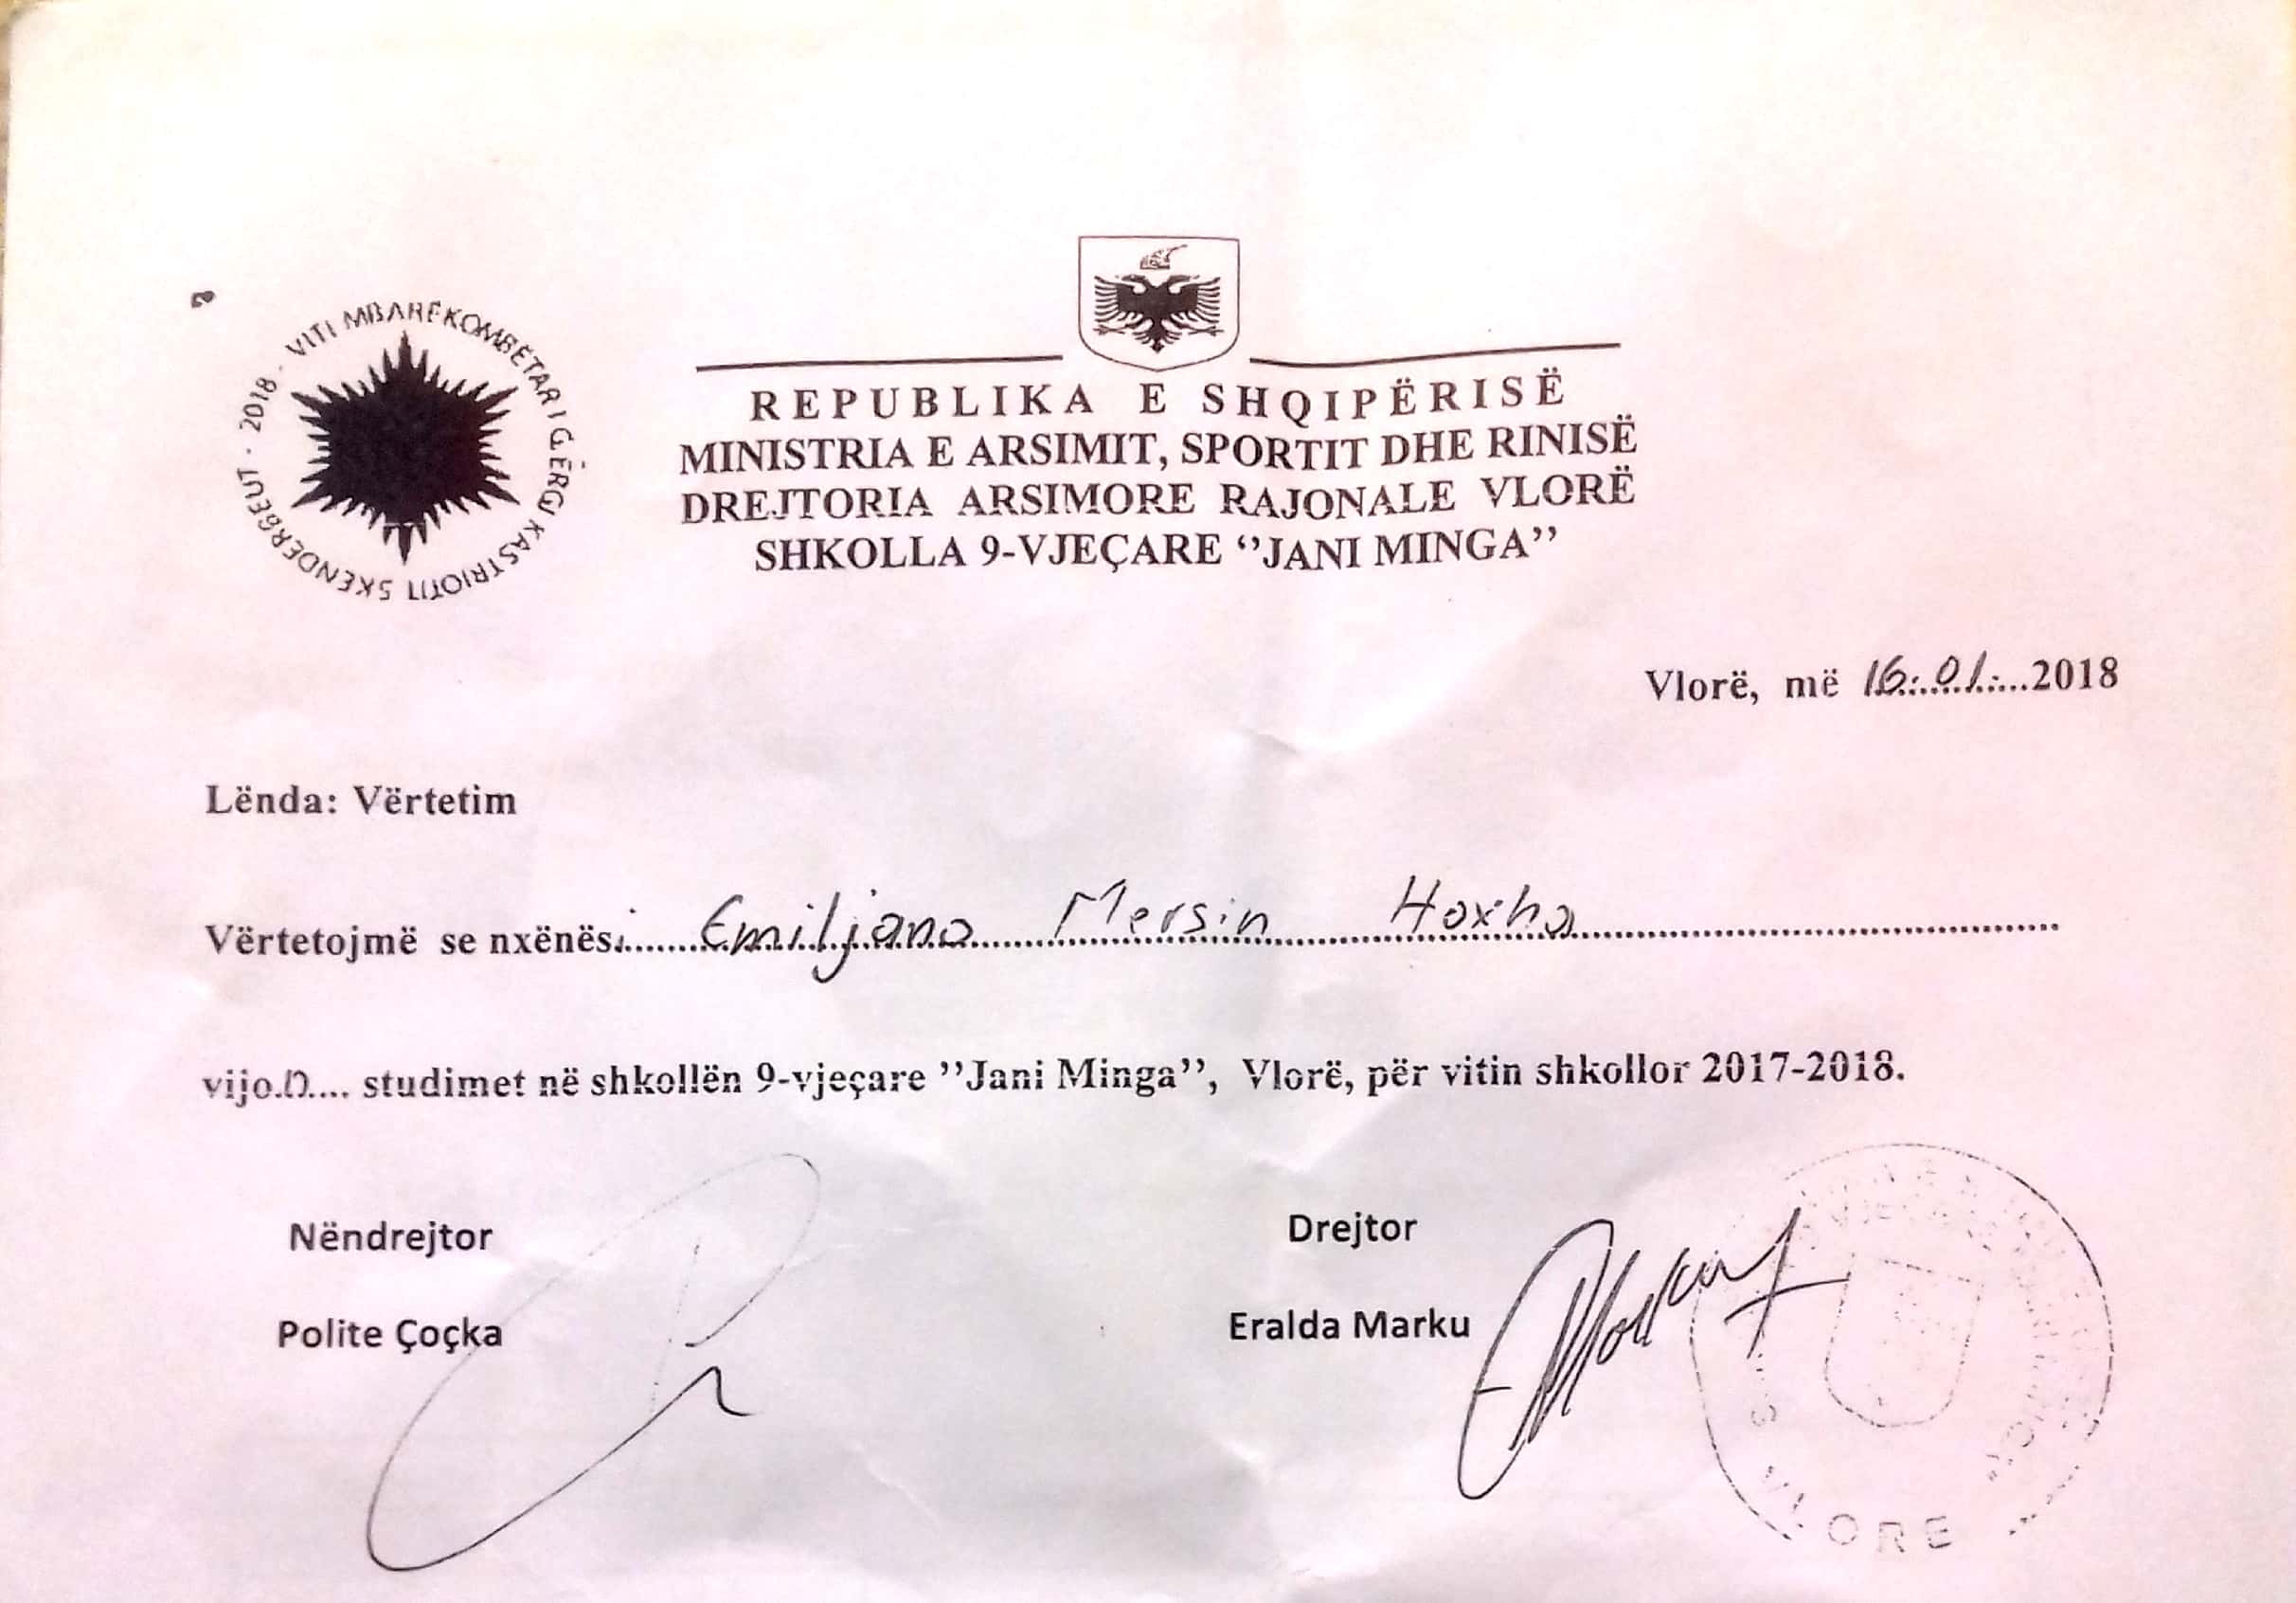 2018 - VITI MBARËKOMBËTAR I GJERGJ KASTRIOTIT SKËNDERBEUT -
REPUBLIKA E SHQIPËRISË
MINISTRIA E ARSIMIT, SPORTIT DHE RINISË
DREJTORIA ARSIMORE RAJONALE VLORË
SHKOLLA 9-VJEÇARE ‘’JANI MINGA’’
Vlorë, më 16.01.2018
Lënda: Vërtetim
Vërtetojmë se nxënësi Emiljano Mersin Hoxha
vijon studimet në shkollën 9-vjeçare ’’Jani Minga’’, Vlorë, për vitin shkollor 2017-2018.
Nëndrejtor
Drejtor
Polite Çoçka
Eralda Marku
VLORE